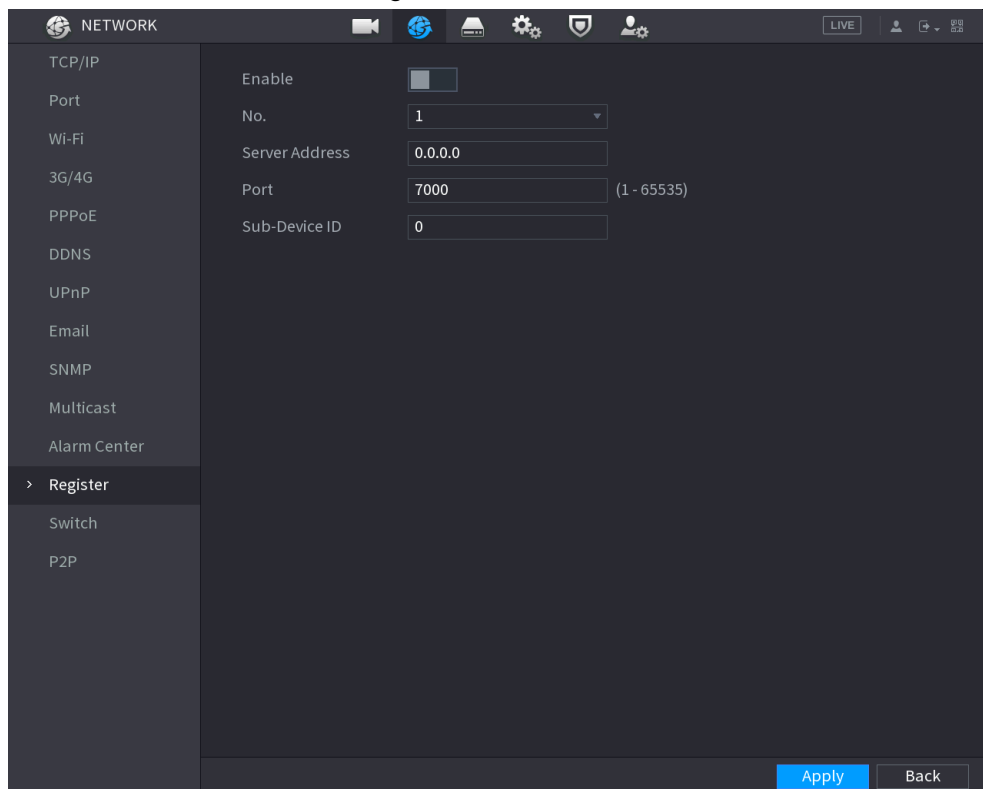 NETWORK
LIVE
TCP/IP
Port
Wi-Fi
3G/4G
PPPoE
DDNS
UPnP
Email
SNMP
Multicast
Alarm Center
> Register
Switch
P2P
Enable
No. 1
Server Address 0.0.0.0
Port 7000 (1 - 65535)
Sub-Device ID 0
Apply Back